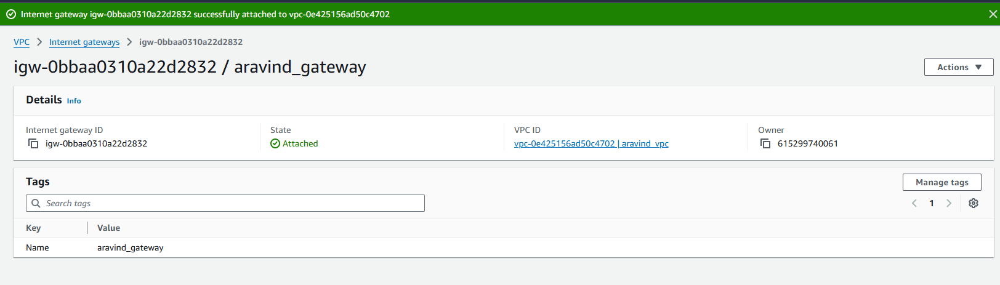 Internet gateway igw-0bbaa0310a22d2832 successfully attached to vpc-0e425156ad50c4702
VPC > Internet gateways > igw-0bbaa0310a22d2832
igw-0bbaa0310a22d2832 / aravind_gateway
Actions
Details Info
Internet gateway ID
igw-0bbaa0310a22d2832
State
Attached
VPC ID
vpc-0e425156ad50c4702 | aravind_vpc
Owner
615299740061
Tags
Manage tags
Search tags
1
Key Value
Name aravind_gateway